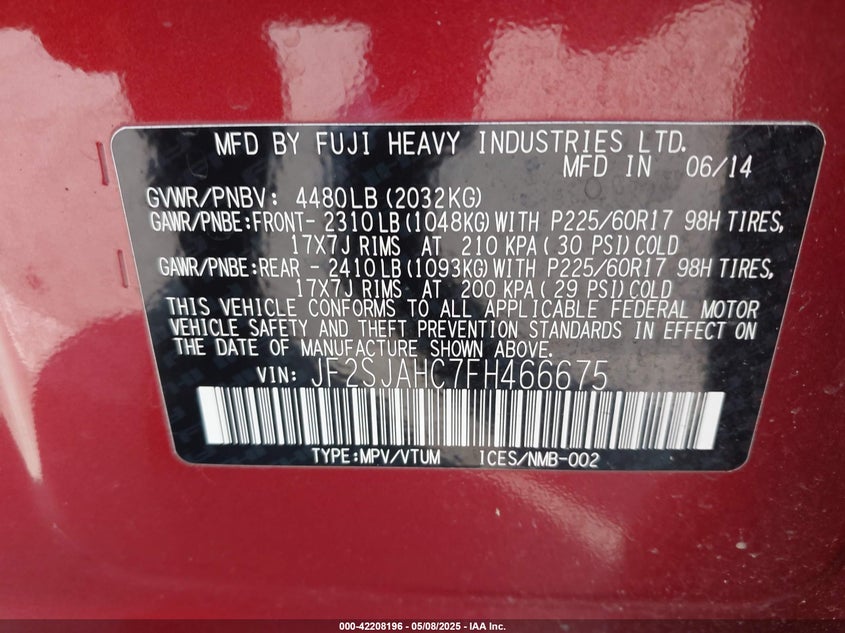 MFD BY FUJI HEAVY INDUSTRIES LTD.
MFD IN 06/14
GVWR/PNBV: 4480LB (2032KG)
GAWR/PNBE:FRONT- 2310LB (1048KG) WITH P225/60R17 98H TIRES,
17X7J RIMS AT 210 KPA ( 30 PSI) COLD
GAWR/PNBE:REAR - 2410LB (1093KG) WITH P225/60R17 98H TIRES,
17X7J RIMS AT 200 KPA ( 29 PSI) COLD
THIS VEHICLE CONFORMS TO ALL APPLICABLE FEDERAL MOTOR
VEHICLE SAFETY AND THEFT PREVENTION STANDARDS IN EFFECT ON
THE DATE OF MANUFACTURE SHOWN ABOVE.
VIN: JF2SJAHC7FH466675
TYPE:MPV/VTUM ICES/NMB-002
000-42208196 - 05/08/2025 - IAA Inc.